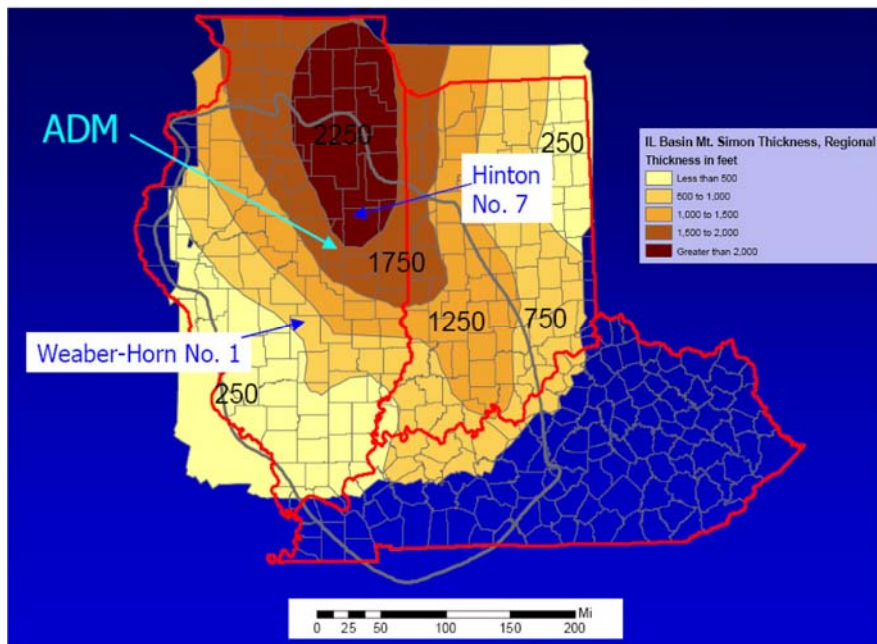 2250
ADM
250
Hinton
No. 7
1750
1250
750
Weaber-Horn No. 1
250
IL Basin Mt. Simon Thickness, Regional
Thickness in feet
Less than 500
500 to 1,000
1,000 to 1,500
1,500 to 2,000
Greater than 2,000
Mi
0 25 50 100 150 200